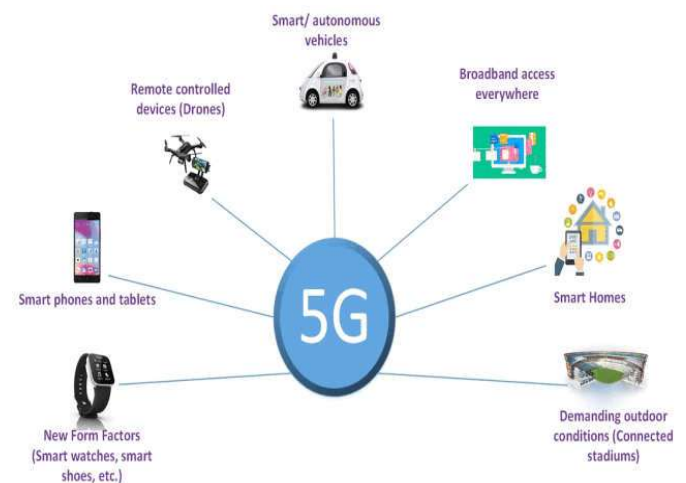 Smart/ autonomous
vehicles
Remote controlled
devices (Drones)
Broadband access
everywhere
Smart phones and tablets
5G
Smart Homes
New Form Factors
(Smart watches, smart
shoes, etc.)
Demanding outdoor
conditions (Connected
stadiums)